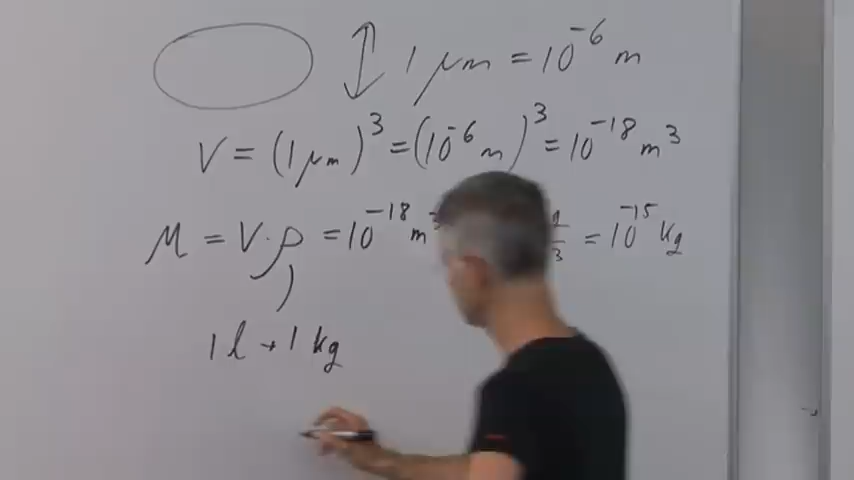 1 μm = 10⁻⁶ m
V = (1 μm)³ = (10⁻⁶ m)³ = 10⁻¹⁸ m³
M = V · ρ = 10⁻¹⁸ m³ = 10⁻¹⁵ kg
1 l → 1 kg